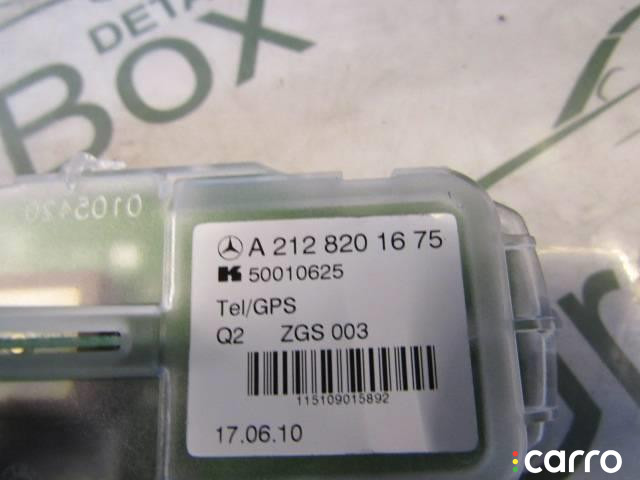 DETA
BOX
0105420
A 212 820 16 75
K 50010625
Tel/GPS
Q2 ZGS 003
115109015892
17.06.10
carro